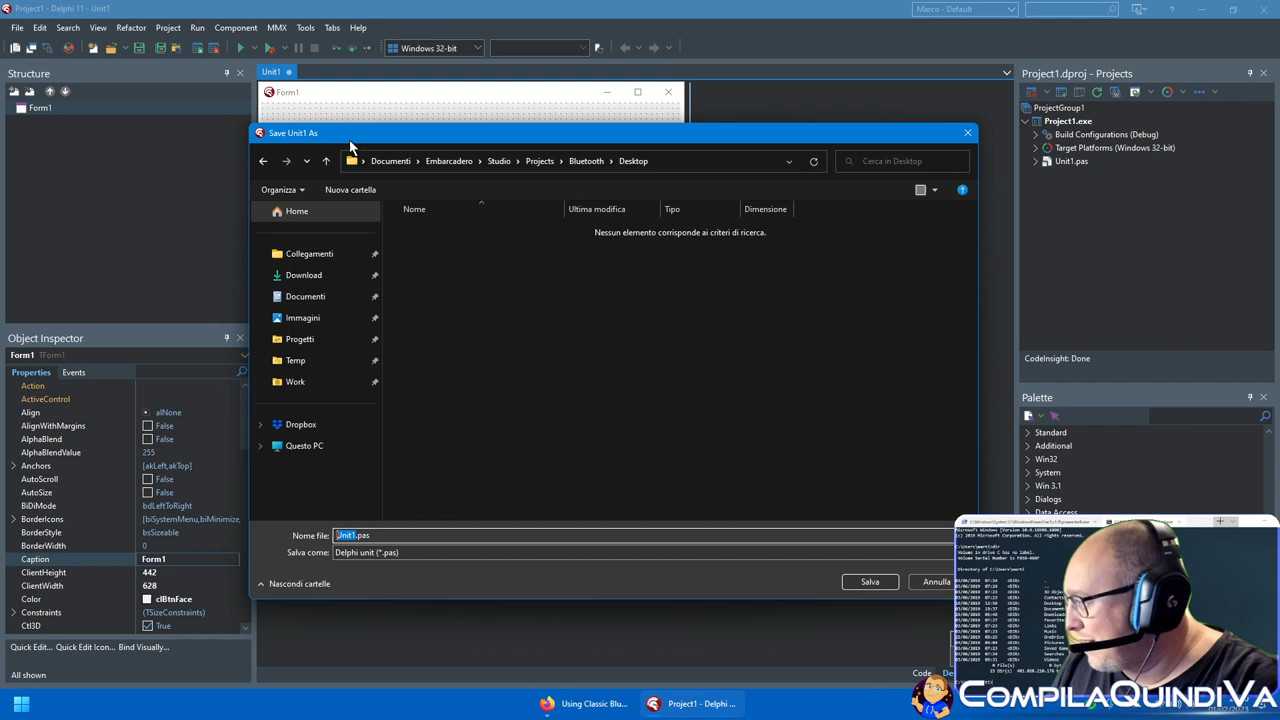 Project1 - Delphi 11 - Unit1
Marco - Default
File Edit Search View Refactor Project Run Component MMX Tools Tabs Help
Windows 32-bit
Structure
Form1
Unit1
Form1
Save Unit1 As
Documenti Embarcadero Studio Projects Bluetooth Desktop
Cerca in Desktop
Organizza Nuova cartella
Home
Collegamenti
Download
Documenti
Immagini
Progetti
Temp
Work
Dropbox
Questo PC
Nome Ultima modifica Tipo Dimensione
Nessun elemento corrisponde ai criteri di ricerca.
Nome file: Unit1.pas
Salva come: Delphi unit (*.pas)
Nascondi cartelle
Salva
Annulla
Object Inspector
Form1 TForm1
Properties Events
Action
ActiveControl
Align alNone
AlignWithMargins False
AlphaBlend False
AlphaBlendValue 255
Anchors [akLeft,akTop]
AutoScroll False
AutoSize False
BiDiMode bdLeftToRight
BorderIcons [biSystemMenu,biMinimize,
BorderStyle bsSizeable
BorderWidth 0
Caption Form1
ClientHeight 442
ClientWidth 628
Color clBtnFace
Constraints (TSizeConstraints)
Ctl3D True
Quick Edit... Quick Edit Icon... Bind Visually...
All shown
Project1.dproj - Projects
ProjectGroup1
Project1.exe
Build Configurations (Debug)
Target Platforms (Windows 32-bit)
Unit1.pas
CodeInsight: Done
Palette
Standard
Additional
Win32
System
Win 3.1
Dialogs
Data Access
Code
Using Classic Blu...
Project1 - Delphi ...
COMPILAQUINDIVA